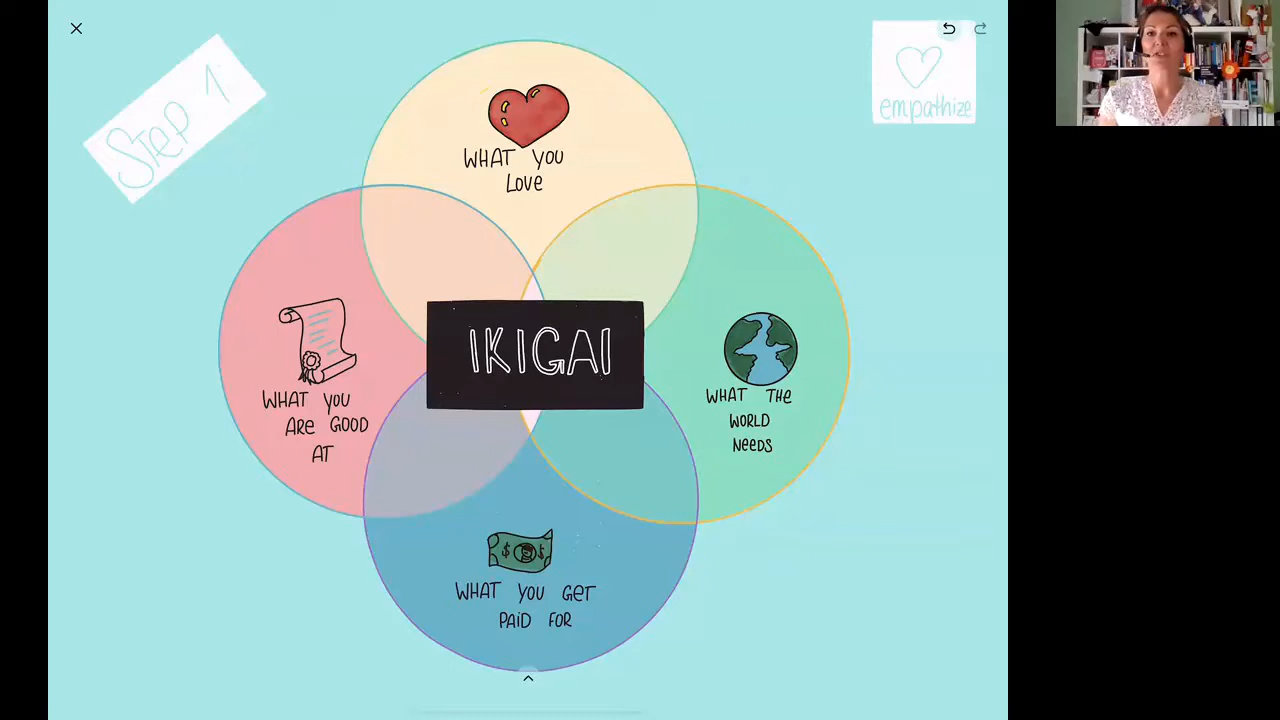 STEP 1
empathize
WHAT YOU
LOVE
IKIGAI
WHAT YOU
ARE GOOD
AT
WHAT THE
WORLD
NEEDS
$ $
WHAT YOU GET
PAID FOR